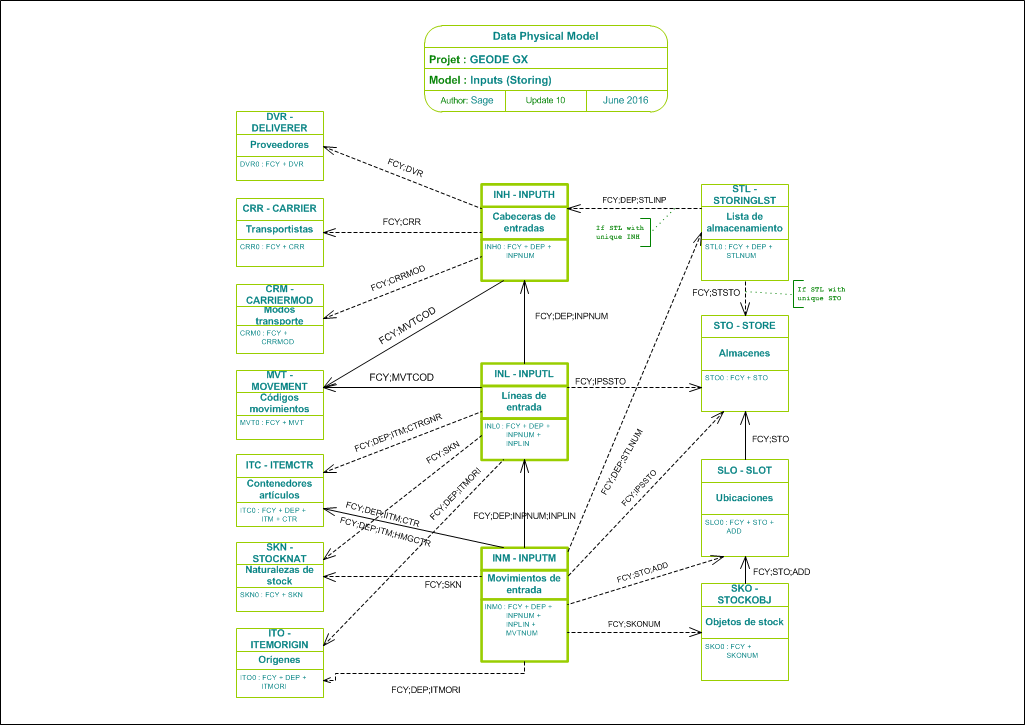 Data Physical Model
Projet : GEODE GX
Model : Inputs (Storing)
Author: Sage
Update 10
June 2016
DVR -
DELIVERER
Proveedores
DVR0 : FCY + DVR
CRR - CARRIER
Transportistas
CRR0 : FCY + CRR
CRM -
CARRIERMOD
Modos
transporte
CRM0 : FCY +
CRRMOD
MVT -
MOVEMENT
Códigos
movimientos
MVT0 : FCY + MVT
ITC - ITEMCTR
Contenedores
artículos
ITC0 : FCY + DEP +
ITM + CTR
SKN -
STOCKNAT
Naturalezas de
stock
SKN0 : FCY + SKN
ITO -
ITEMORIGIN
Orígenes
ITO0 : FCY + DEP +
ITMORI
FCY;DVR
FCY;CRR
FCY;CRRMOD
FCY;MVTCOD
FCY;MVTCOD
FCY;DEP;ITM;CTRGNR
FCY;SKN
FCY;DEP;ITMORI
FCY;DEP;ITM;CTR
FCY;DEP;ITM;HMGCTR
FCY;SKN
FCY;DEP;ITMORI
INH - INPUTH
Cabeceras de
entradas
INH0 : FCY + DEP +
INPNUM
FCY;DEP;INPNUM
INL - INPUTL
Líneas de
entrada
INL0 : FCY + DEP +
INPNUM +
INPLIN
FCY;DEP;INPNUM;INPLIN
INM - INPUTM
Movimientos de
entrada
INM0 : FCY + DEP +
INPNUM +
INPLIN +
MVTNUM
FCY;DEP;STLINP
If STL with
unique INH
FCY;IPSSTO
FCY;DEP;STLNUM
FCY;IPSSTO
FCY;STO;ADD
FCY;SKONUM
STL -
STORINGLST
Lista de
almacenamiento
STL0 : FCY + DEP +
STLNUM
FCY;STSTO
If STL with
unique STO
STO - STORE
Almacenes
STO0 : FCY + STO
FCY;STO
SLO - SLOT
Ubicaciones
SLO0 : FCY + STO +
ADD
FCY;STO;ADD
SKO -
STOCKOBJ
Objetos de stock
SKO0 : FCY +
SKONUM